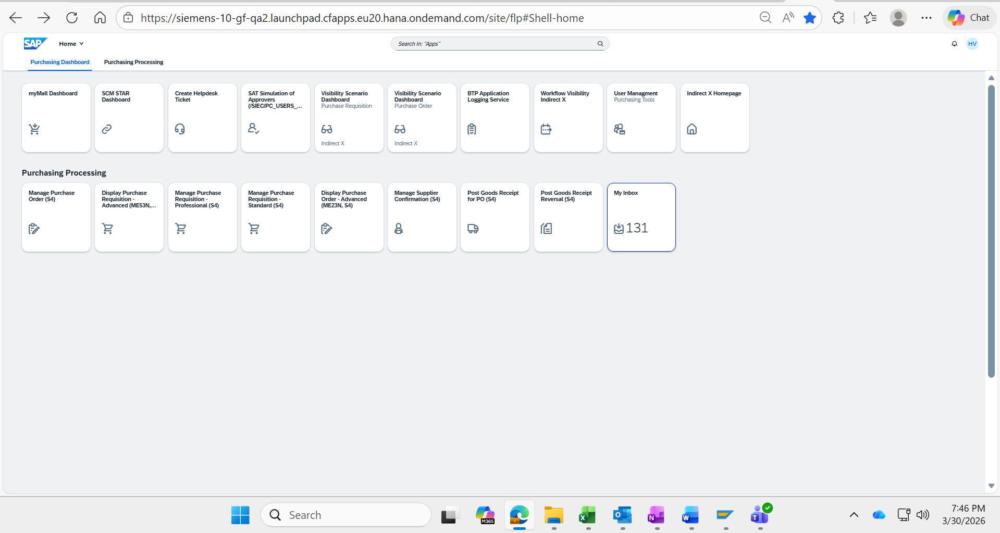 https://siemens-10-gf-qa2.launchpad.cfapps.eu20.hana.ondemand.com/site/flp#Shell-home
Chat
SAP
Home
Search In: "Apps"
HV
Purchasing Dashboard
Purchasing Processing
myMall Dashboard
SCM STAR
Dashboard
Create Helpdesk
Ticket
SAT Simulation of
Approvers
(/SIEC/PC_USERS_...
Visibility Scenario
Dashboard
Purchase Requisition
Indirect X
Visibility Scenario
Dashboard
Purchase Order
Indirect X
BTP Application
Logging Service
Workflow Visibility
Indirect X
User Managment
Purchasing Tools
Indirect X Homepage
Purchasing Processing
Manage Purchase
Order (S4)
Display Purchase
Requisition -
Advanced (ME53N,...
Manage Purchase
Requisition -
Professional (S4)
Manage Purchase
Requisition -
Standard (S4)
Display Purchase
Order - Advanced
(ME23N, S4)
Manage Supplier
Confirmation (S4)
Post Goods Receipt
for PO (S4)
Post Goods Receipt
Reversal (S4)
My Inbox
131
Search
M365
7:46 PM
3/30/2026